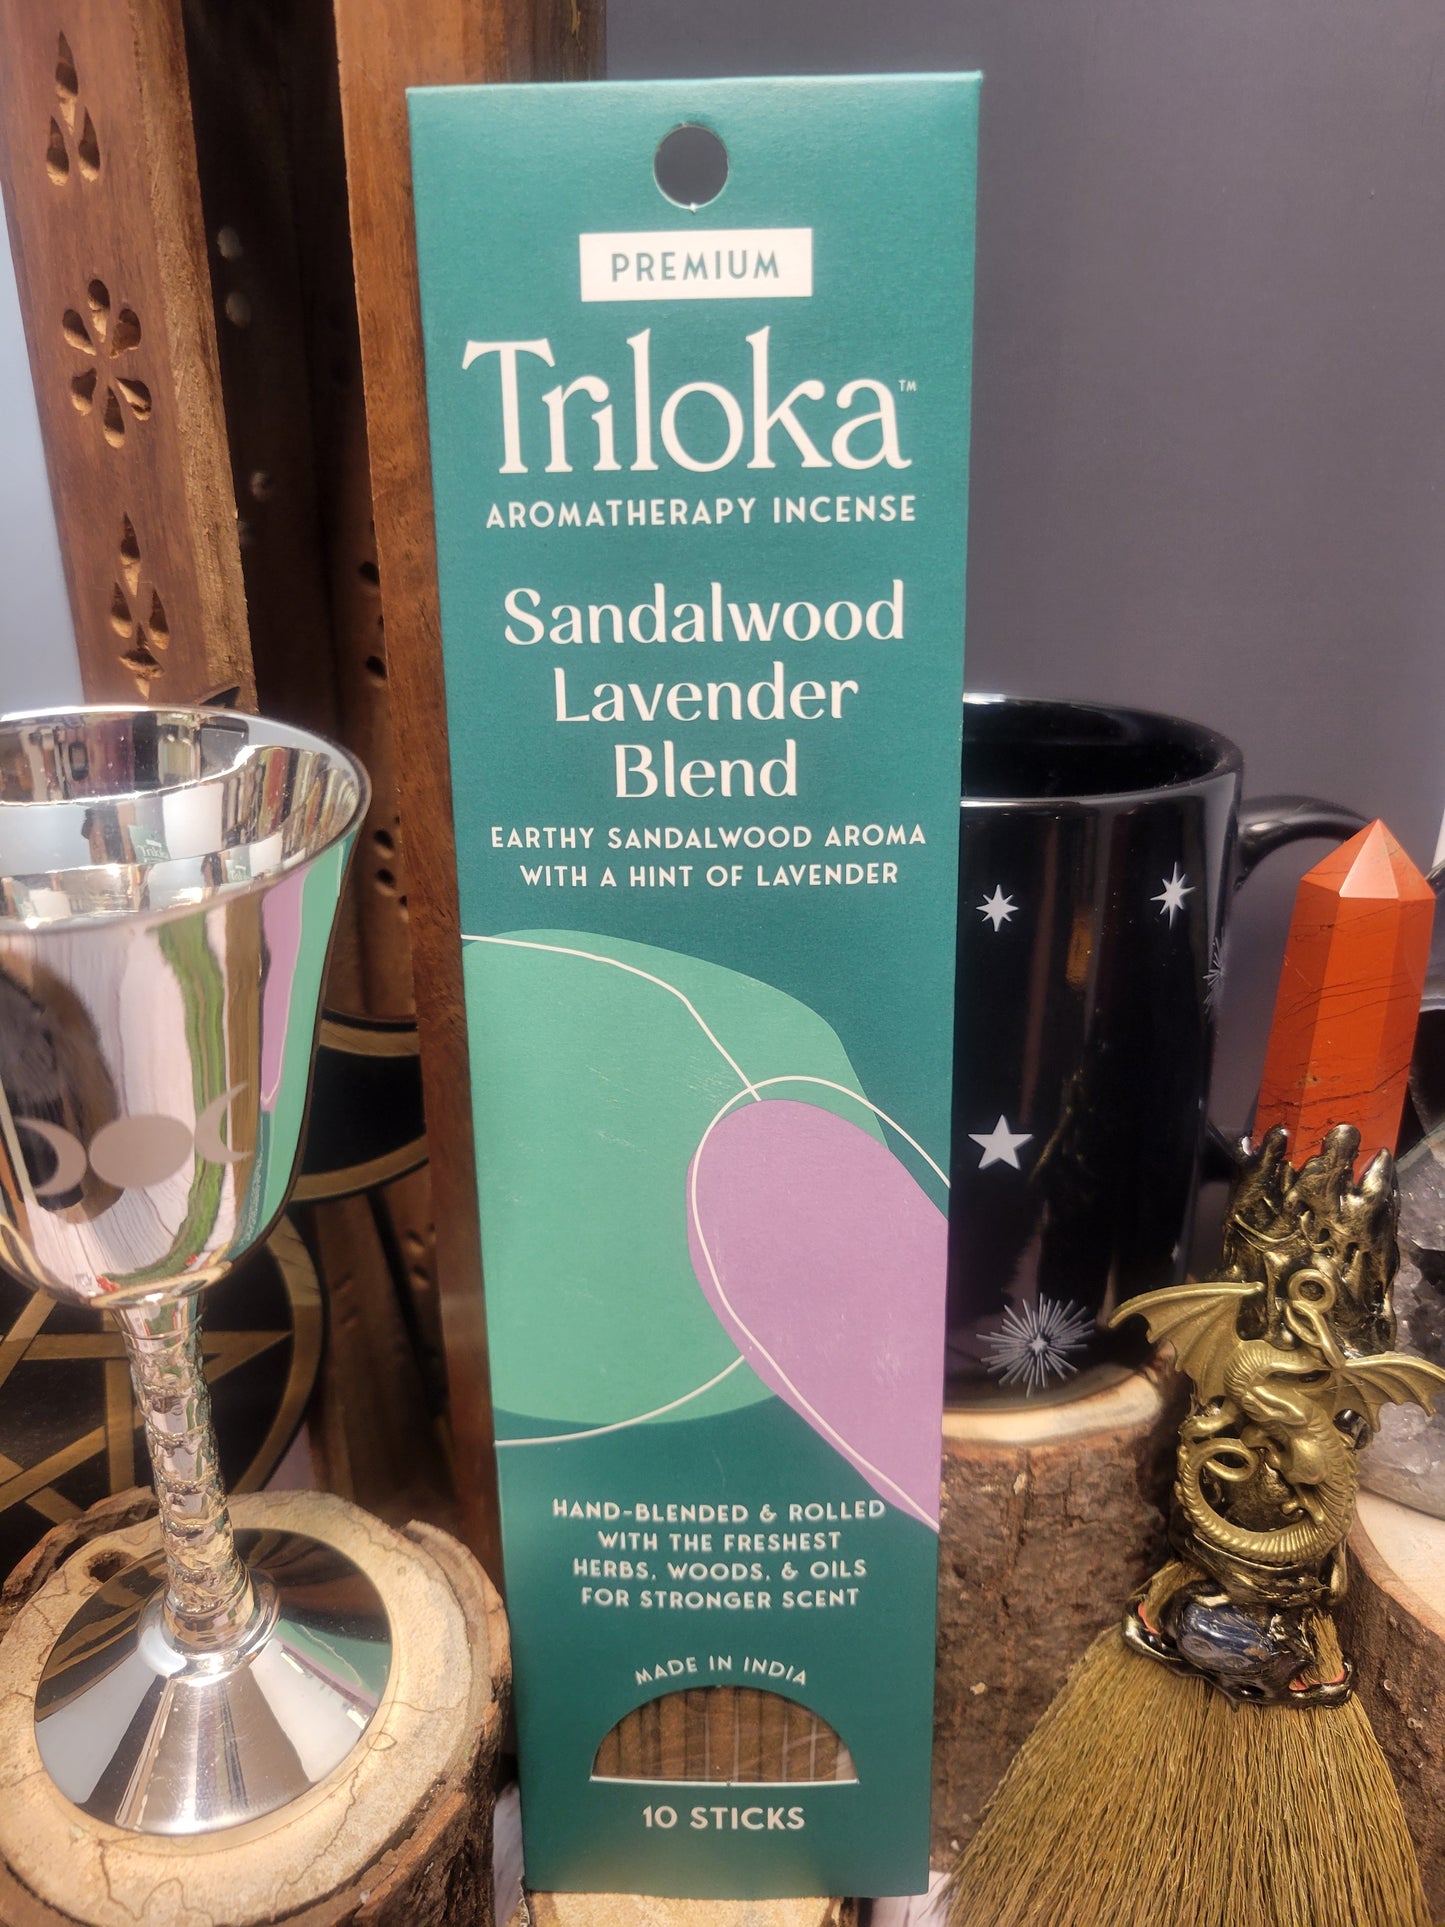 PREMIUM
Triloka™
AROMATHERAPY INCENSE
Sandalwood
Lavender
Blend
EARTHY SANDALWOOD AROMA
WITH A HINT OF LAVENDER
HAND-BLENDED & ROLLED
WITH THE FRESHEST
HERBS, WOODS, & OILS
FOR STRONGER SCENT
MADE IN INDIA
10 STICKS